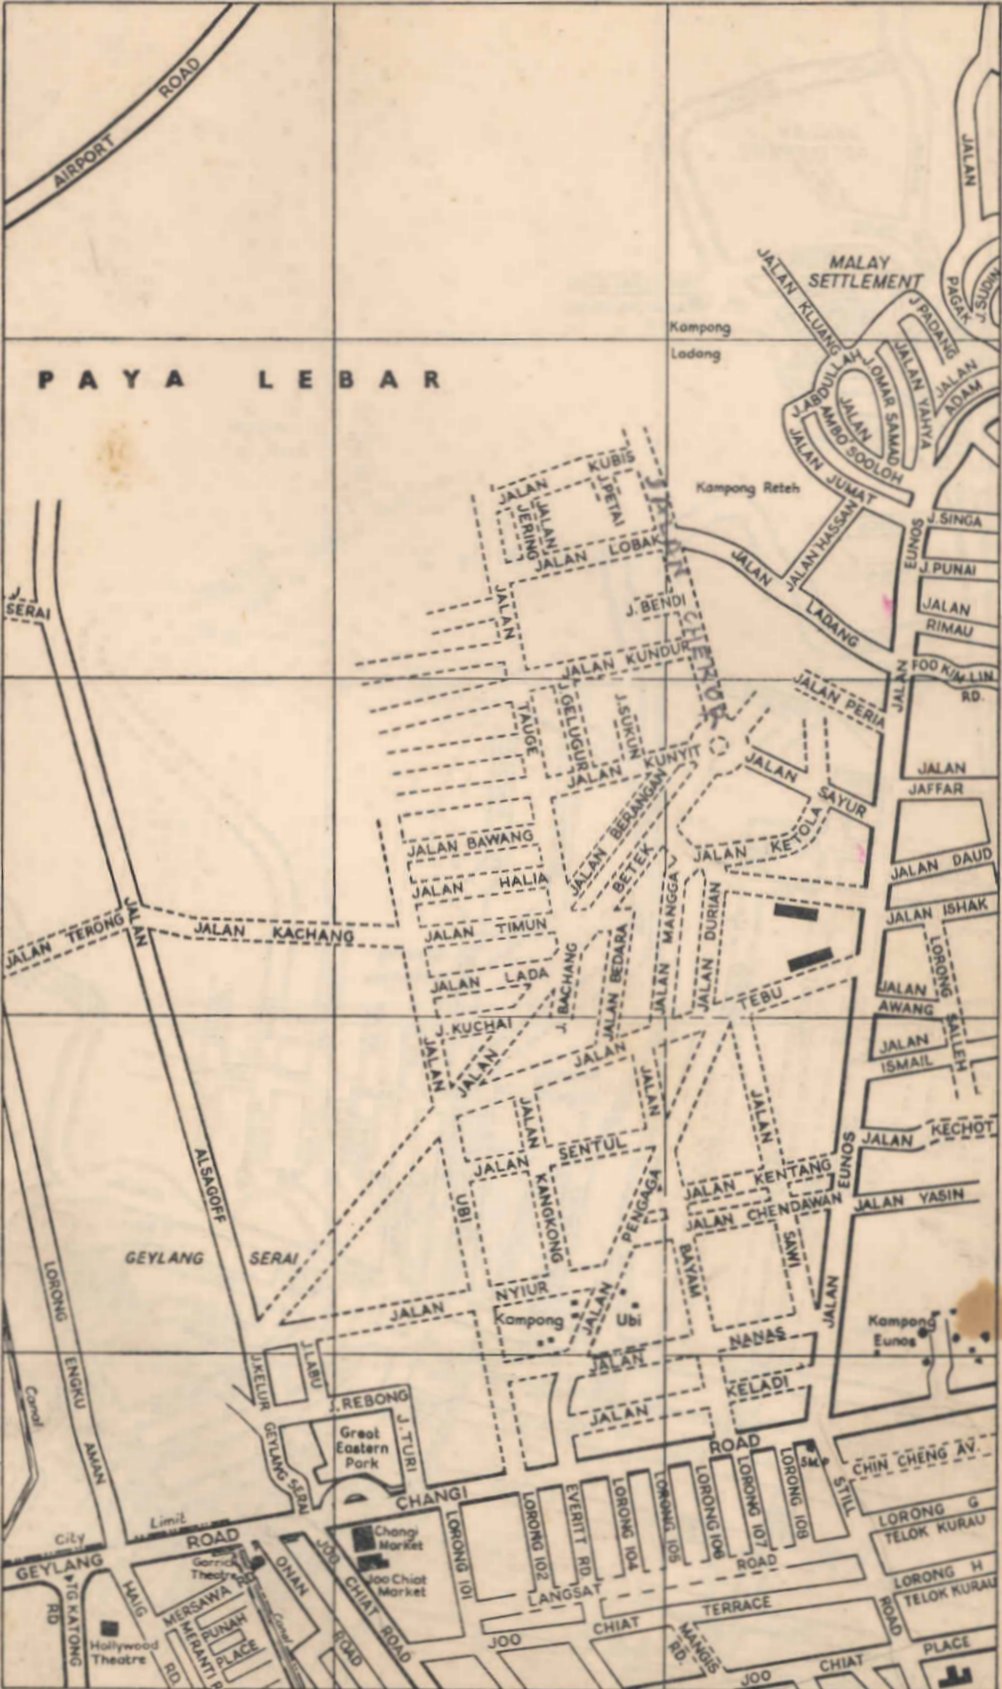 AIRPORT ROAD
JALAN
PAGAK
J. SUDIN
MALAY
SETTLEMENT
JALAN KLUANG
J. PADANG
Kampong
Ladang
PAYA LEBAR
JALAN YAHYA
JALAN
ADAM
J. ABDULLAH
J OMAR SAMAD
JALAN
AMBO SOOLOH
JALAN JUMAT
JALAN KUBIS
J. PETAI
JALAN
JERING
JALAN LOBAK
Kampong Reteh
JALAN HASSAN
EUNOS
J. SINGA
J. PUNAI
JALAN
RIMAU
FOO KIM LIN
RD.
JALAN LADANG
JALAN CHEMOR
J.
SERAI
JALAN
J. BENDI
JALAN KUNDUR
JALAN PERIA
JALAN
TAUGE
J. GELUGUR
J. SUKUN
JALAN KUNYIT
JALAN SAYUR
JALAN
JAFFAR
JALAN BERANGAN
BETEK
JALAN KETOLA
JALAN BAWANG
JALAN HALIA
JALAN TIMUN
JALAN LADA
J. KUCHAI
JALAN DAUD
JALAN ISHAK
JALAN MANGGA
JALAN DURIAN
JALAN BEDARA
J. BACHANG
JALAN TERONG
JALAN
JALAN KACHANG
LORONG SALLEH
JALAN
AWANG
JALAN
ISMAIL
JALAN TEBU
JALAN
JALAN
JALAN
JALAN
JALAN
JALAN KECHOT
JALAN SENTUL
KANGKONG
PENGAGA
JALAN KENTANG
JALAN CHENDAWAN
EUNOS
JALAN YASIN
ALSAGOFF
UBI
GEYLANG SERAI
BAYAM
SAWI
JALAN NYIUR
JALAN
Kampong Ubi
JALAN
Kampong
Eunos
LORONG ENGKU AMAN
JALAN NANAS
J. KELUR
J. LABU
J. REBONG
J. TURI
Great
Eastern
Park
JALAN KELADI
GEYLANG SERAI
Canal
CHANGI ROAD
SM.P
CHIN CHENG AV.
STILL ROAD
LORONG 101
LORONG 102
EVERITT RD.
LORONG 104
LORONG 105
LORONG 106
LORONG 107
LORONG 108
LORONG G
TELOK KURAU
LORONG H
TELOK KURAU
City Limit
GEYLANG ROAD
Changi
Market
Joo Chiat
Market
Garrick
Theatre
JOO CHIAT ROAD
ONAN ROAD
Canal
LANGSAT ROAD
JOO CHIAT TERRACE
MANGIS
RD.
JOO CHIAT PLACE
TG KATONG
RD
HAIG RD.
MERSAWA R
PUNAH
PLACE
MERANTI
Hollywood
Theatre